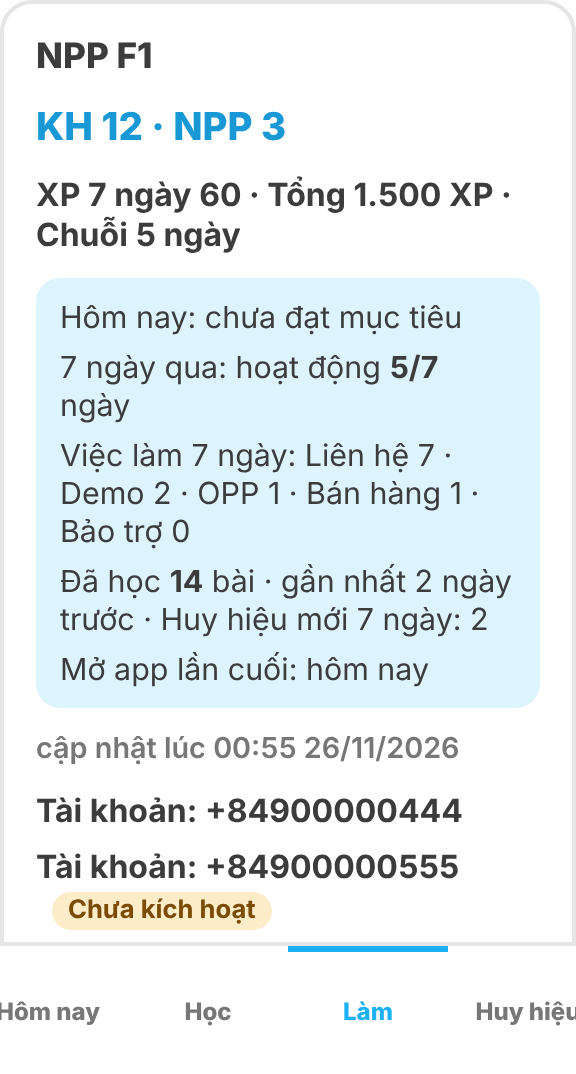 NPP F1
KH 12 · NPP 3
XP 7 ngày 60 · Tổng 1.500 XP ·
Chuỗi 5 ngày
Hôm nay: chưa đạt mục tiêu
7 ngày qua: hoạt động 5/7
ngày
Việc làm 7 ngày: Liên hệ 7 ·
Demo 2 · OPP 1 · Bán hàng 1 ·
Bảo trợ 0
Đã học 14 bài · gần nhất 2 ngày
trước · Huy hiệu mới 7 ngày: 2
Mở app lần cuối: hôm nay
cập nhật lúc 00:55 26/11/2026
Tài khoản: +84900000444
Tài khoản: +84900000555
Chưa kích hoạt
Hôm nay Học Làm Huy hiệu